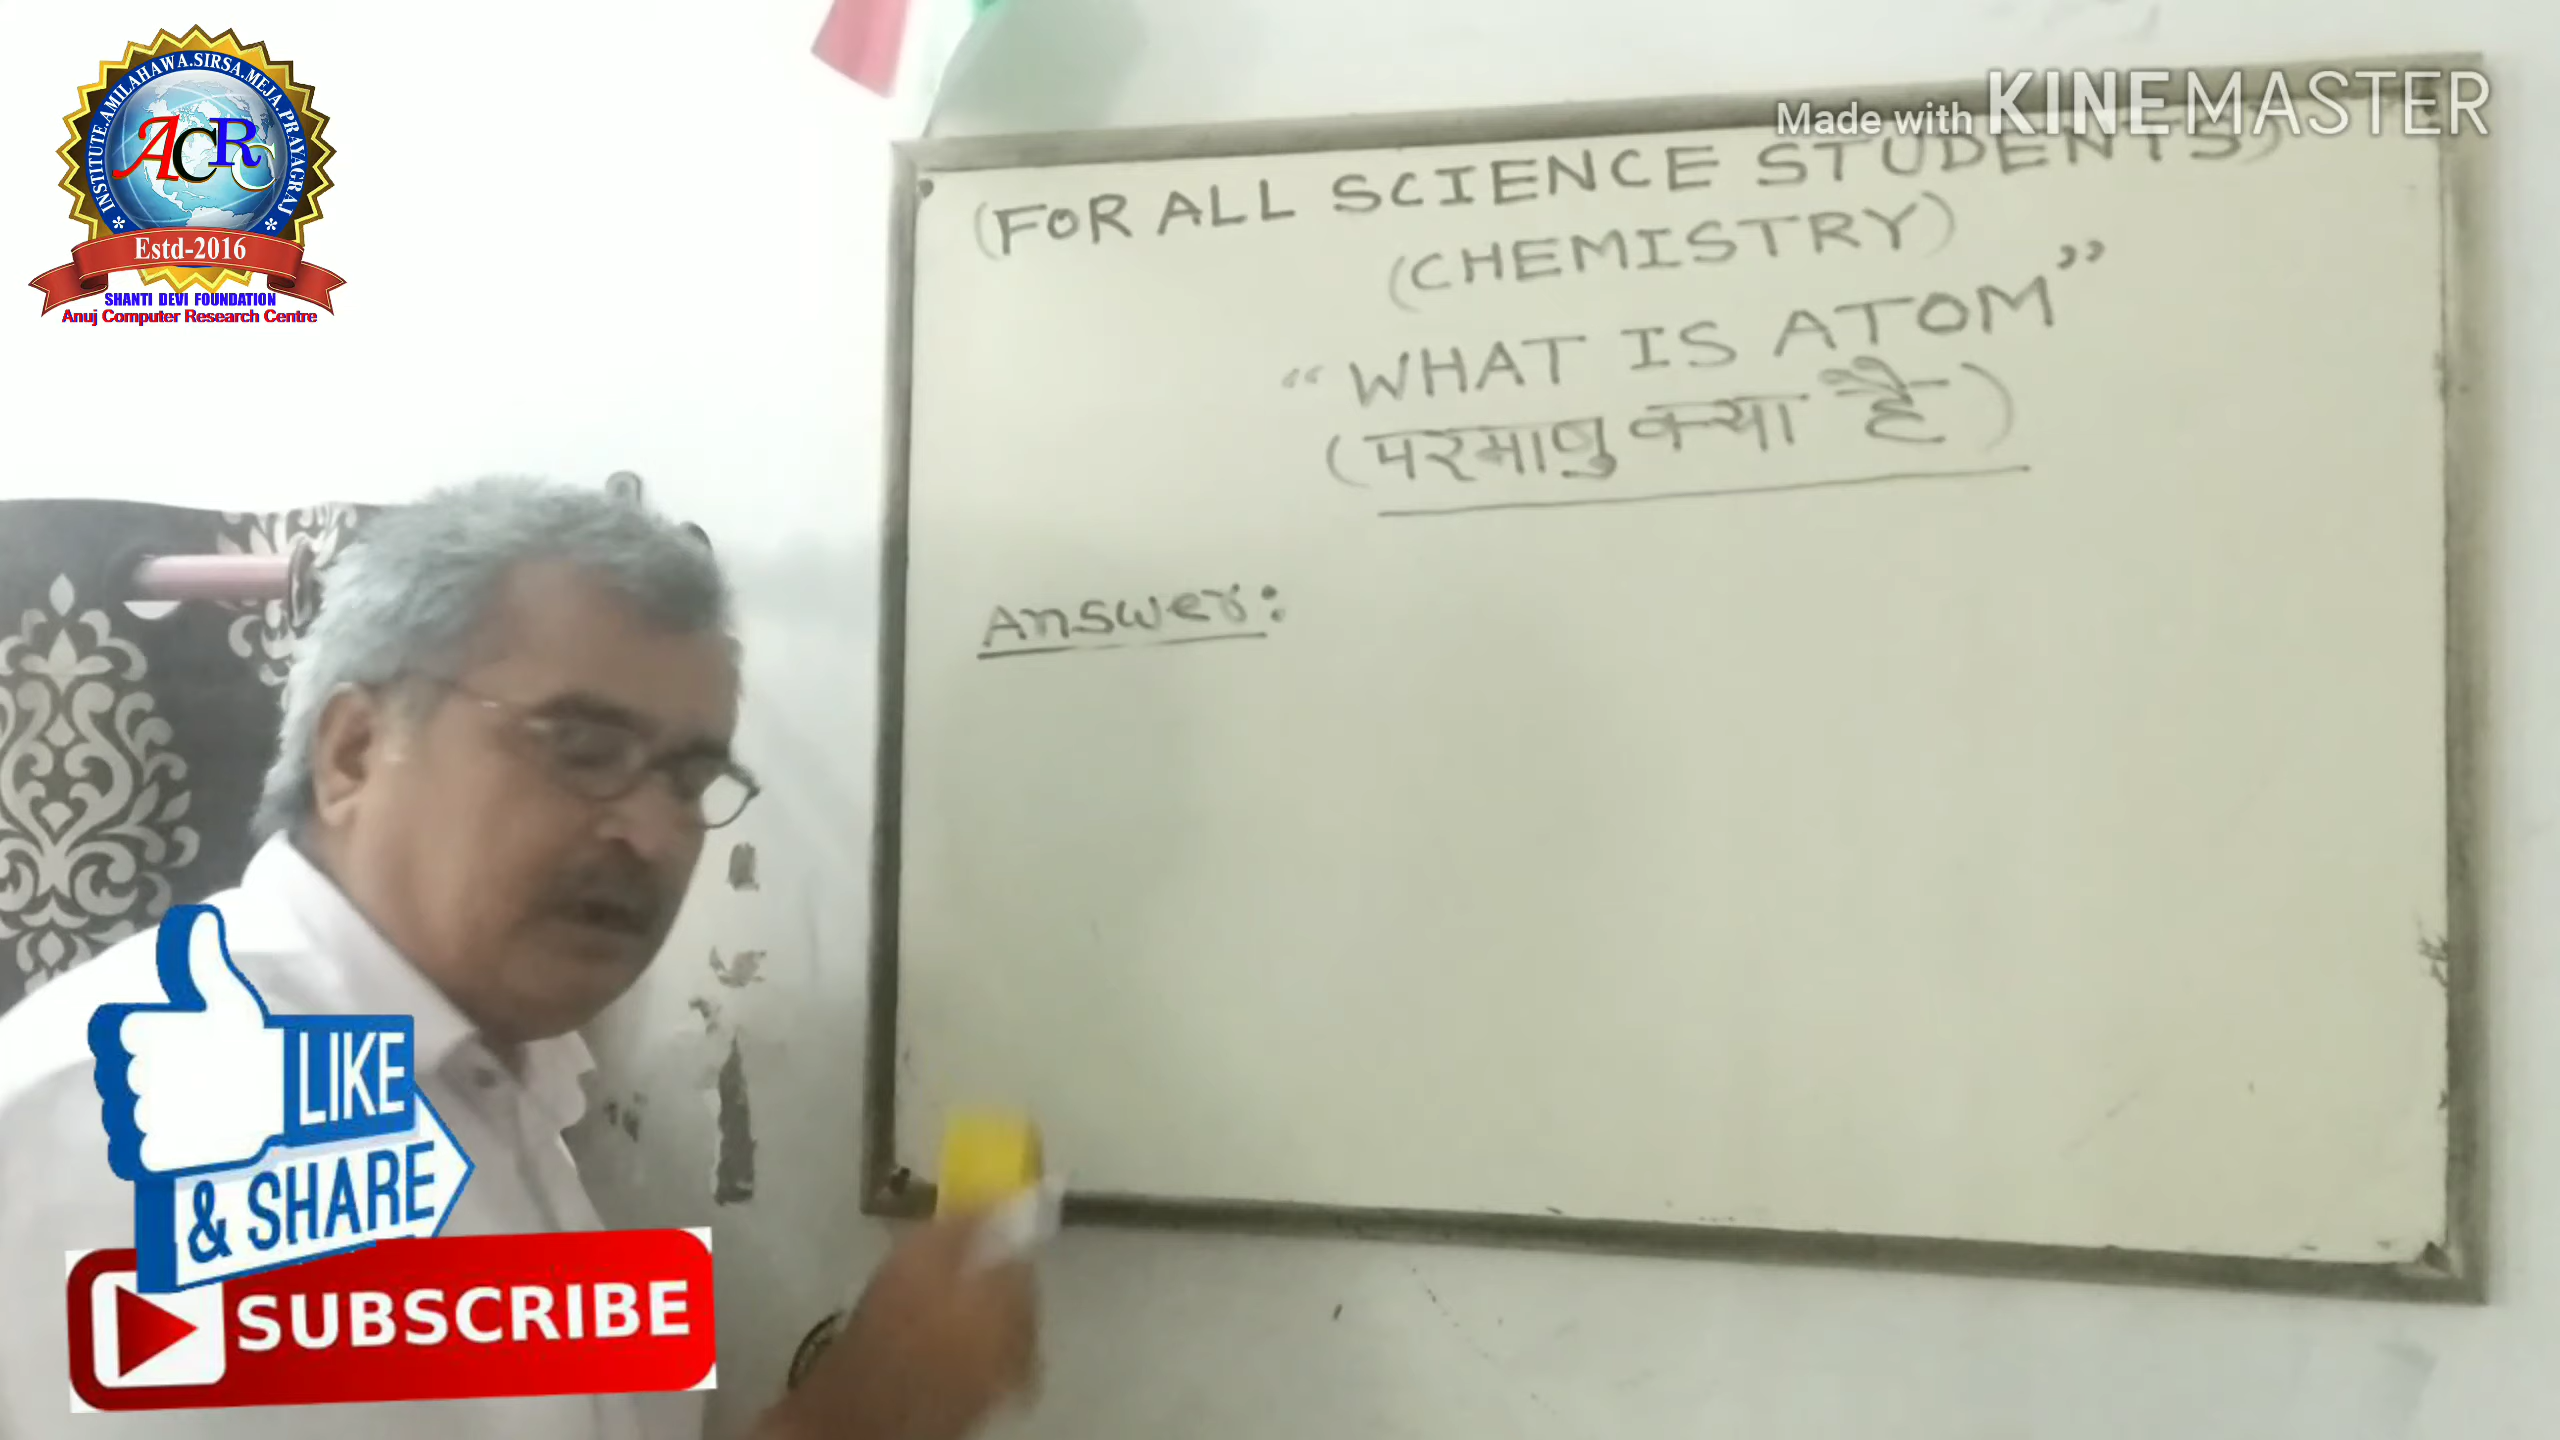 INSTITUTE.AMILAHAWA.SIRSA.MEJA.PRAYAGRAJ
ACRC
Estd-2016
SHANTI DEVI FOUNDATION
Anuj Computer Research Centre
Made with KINEMASTER
(FOR ALL SCIENCE STUDENTS)
(CHEMISTRY)
“WHAT IS ATOM”
(परमाणु क्या है)
Answer:
LIKE
& SHARE
SUBSCRIBE